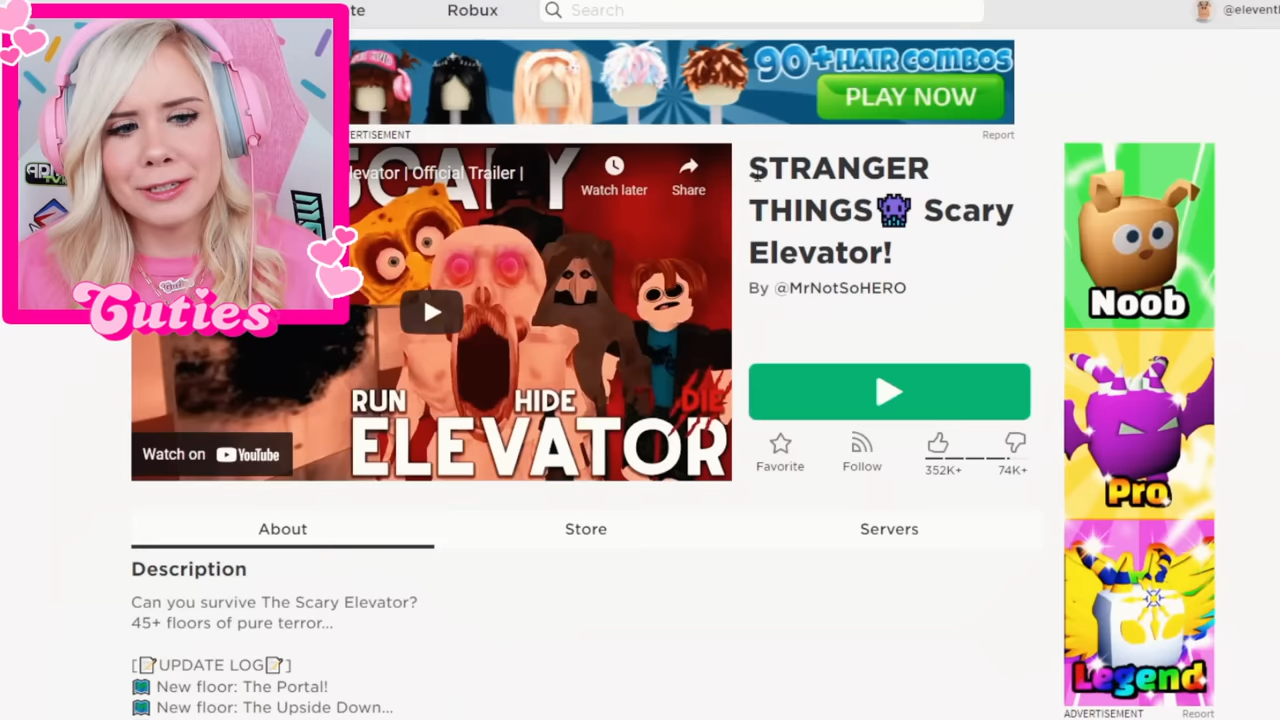 Robux
Search
@elevent
90+HAIR COMBOS
PLAY NOW
Report
SCARY
levator | Official Trailer |
Watch later
Share
RUN
HIDE
DIE
ELEVATOR
Watch on YouTube
STRANGER
THINGS👾 Scary
Elevator!
By @MrNotSoHERO
Favorite
Follow
352K+
74K+
Cuties
About
Store
Servers
Description
Can you survive The Scary Elevator?
45+ floors of pure terror...
[📝UPDATE LOG📝]
🗺️ New floor: The Portal!
🗺️ New floor: The Upside Down...
Noob
Pro
Legend
ADVERTISEMENT
Report